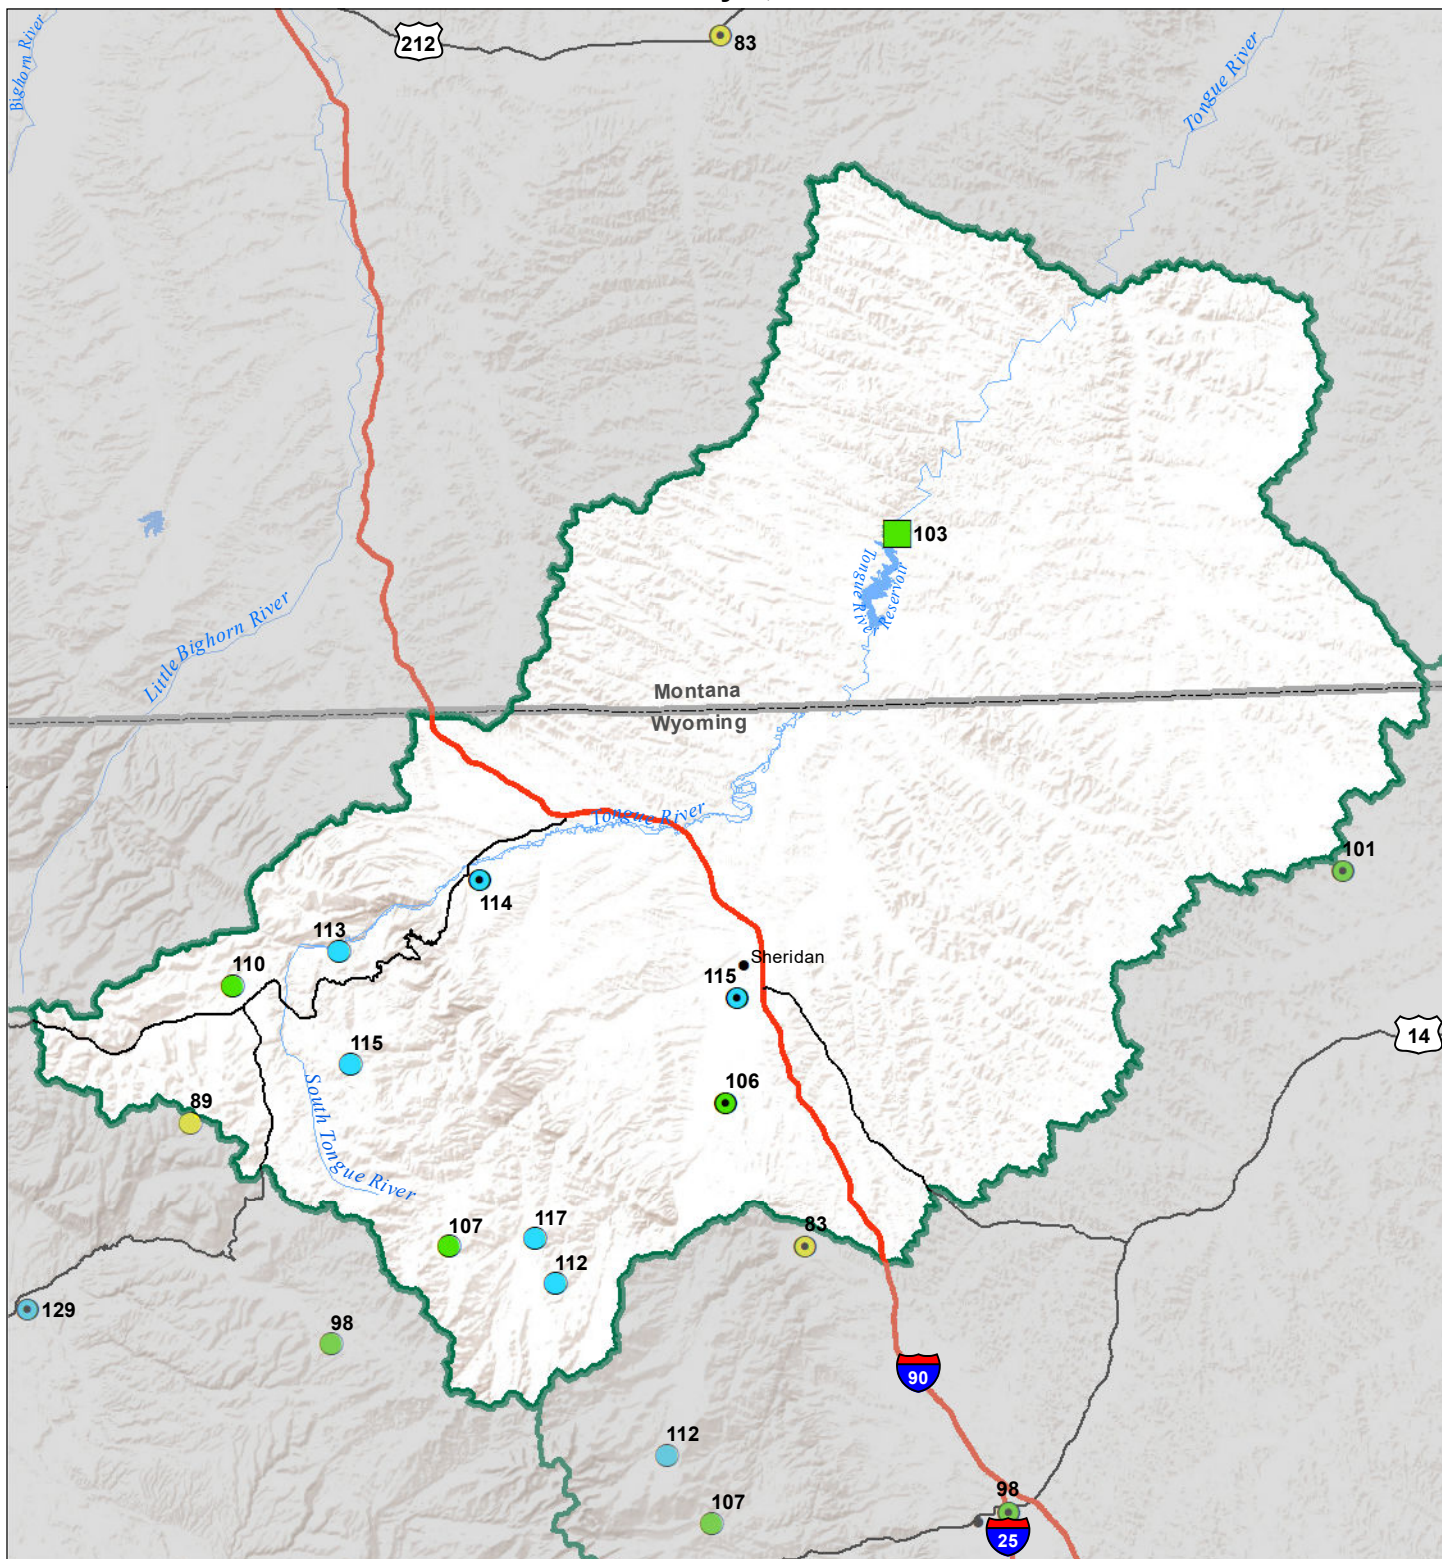 212
83
Bighorn River
Tongue River
103
Tongue River
Reservoir
Little Bighorn River
Montana
Wyoming
Tongue River
101
114
113
110
Sheridan
115
14
115
106
89
South Tongue River
107
117
83
112
129
98
90
112
98
107
25